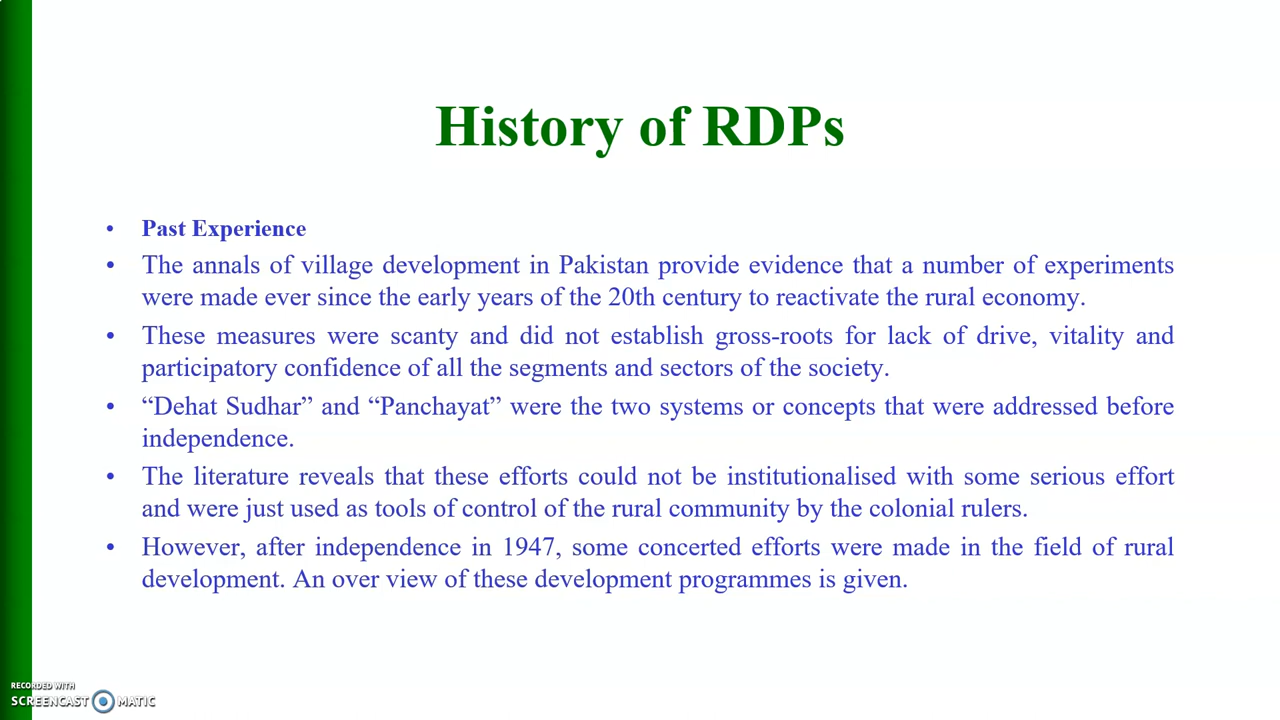 History of RDPs
• Past Experience
• The annals of village development in Pakistan provide evidence that a number of experiments
were made ever since the early years of the 20th century to reactivate the rural economy.
• These measures were scanty and did not establish gross-roots for lack of drive, vitality and
participatory confidence of all the segments and sectors of the society.
• “Dehat Sudhar” and “Panchayat” were the two systems or concepts that were addressed before
independence.
• The literature reveals that these efforts could not be institutionalised with some serious effort
and were just used as tools of control of the rural community by the colonial rulers.
• However, after independence in 1947, some concerted efforts were made in the field of rural
development. An over view of these development programmes is given.
RECORDED WITH
SCREENCAST MATIC